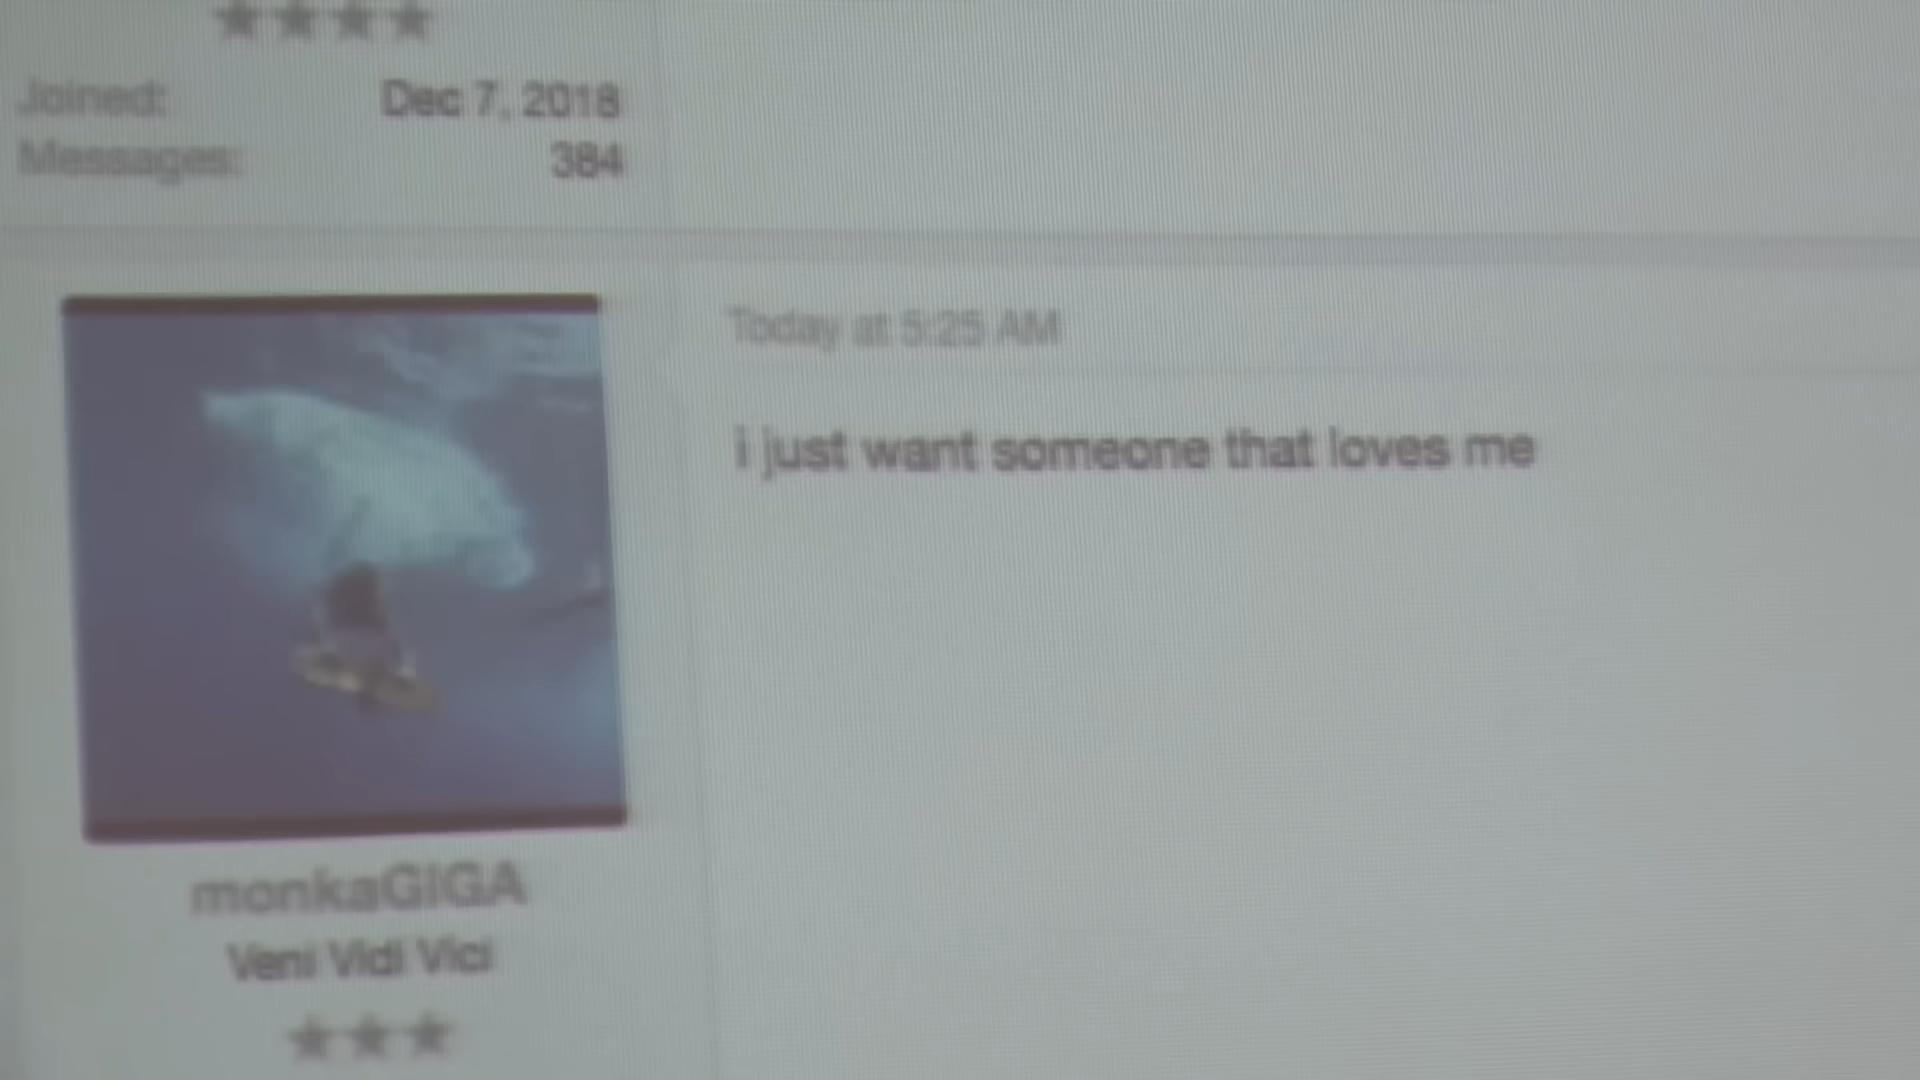 ★★★★
Joined: Dec 7, 2018
Messages: 384
Today at 5:25 AM
i just want someone that loves me
monkaGIGA
Veni Vidi Vici
★★★